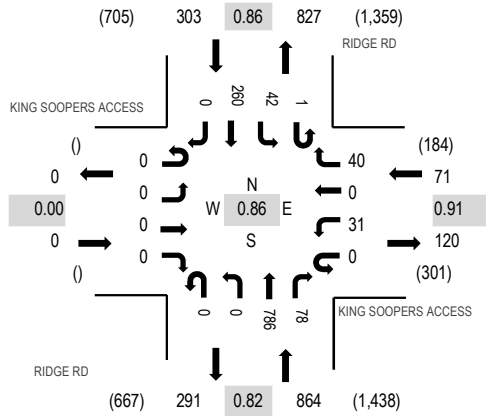 (705) 303 0.86 827 (1,359)
RIDGE RD
KING SOOPERS ACCESS
0 260 42 1
() (184)
0 0 40 71
0.00 0 0 0.91
N
W 0.86 E
S
0 0 31 120
() 0 0 (301)
0 0 786 78
KING SOOPERS ACCESS
RIDGE RD
(667) 291 0.82 864 (1,438)